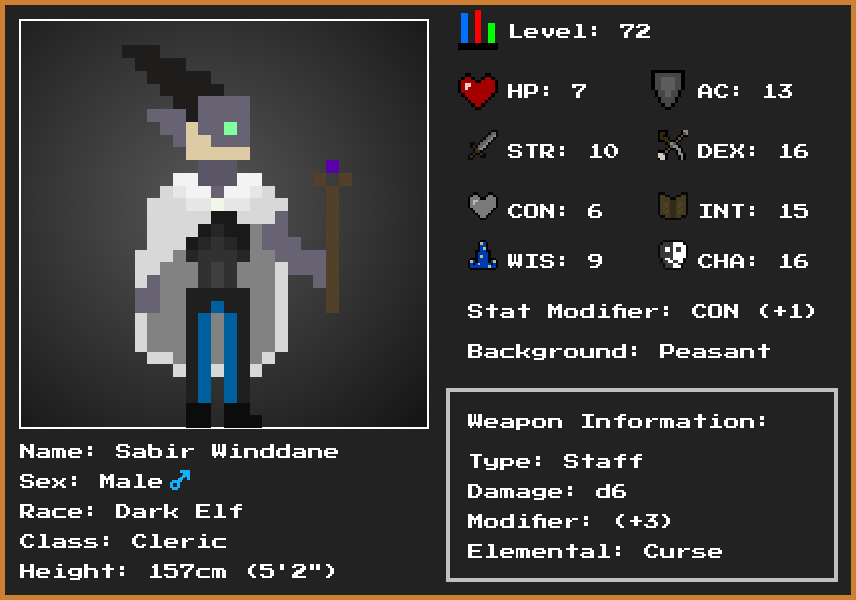 Level: 72
HP: 7
AC: 13
STR: 10
DEX: 16
CON: 6
INT: 15
WIS: 9
CHA: 16
Stat Modifier: CON (+1)
Background: Peasant
Weapon Information:
Type: Staff
Damage: d6
Modifier: (+3)
Elemental: Curse
Name: Sabir Winddane
Sex: Male ♂
Race: Dark Elf
Class: Cleric
Height: 157cm (5'2")